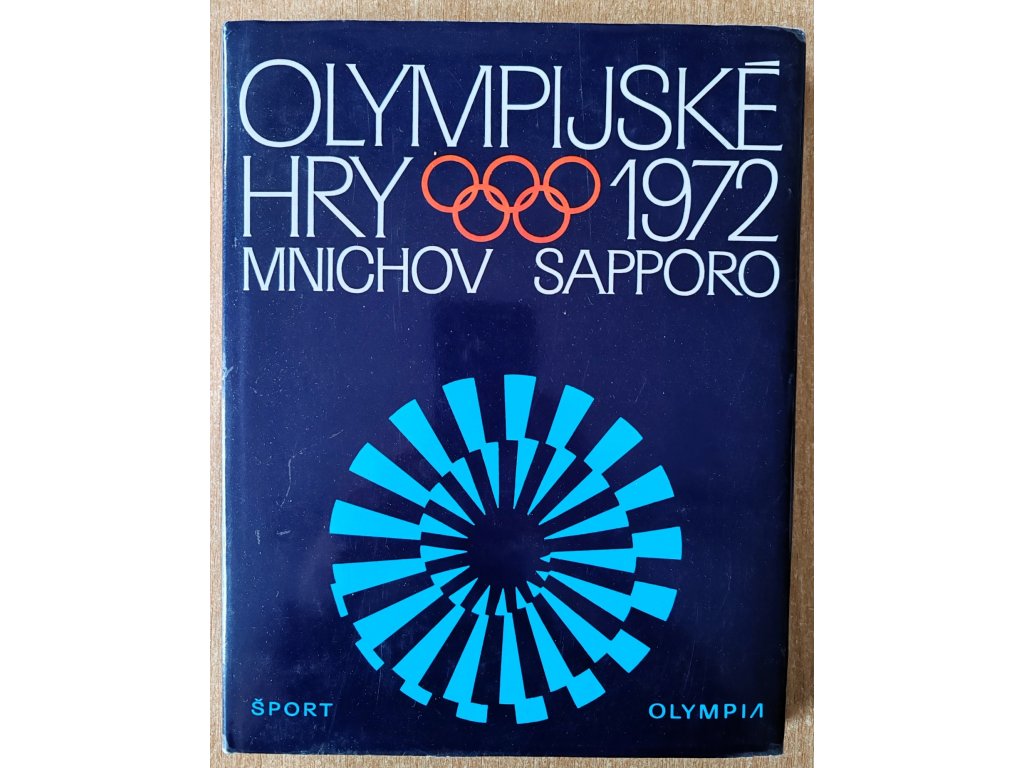 OLYMPIJSKÉ
HRY 1972
MNICHOV SAPPORO
ŠPORT OLYMPIA